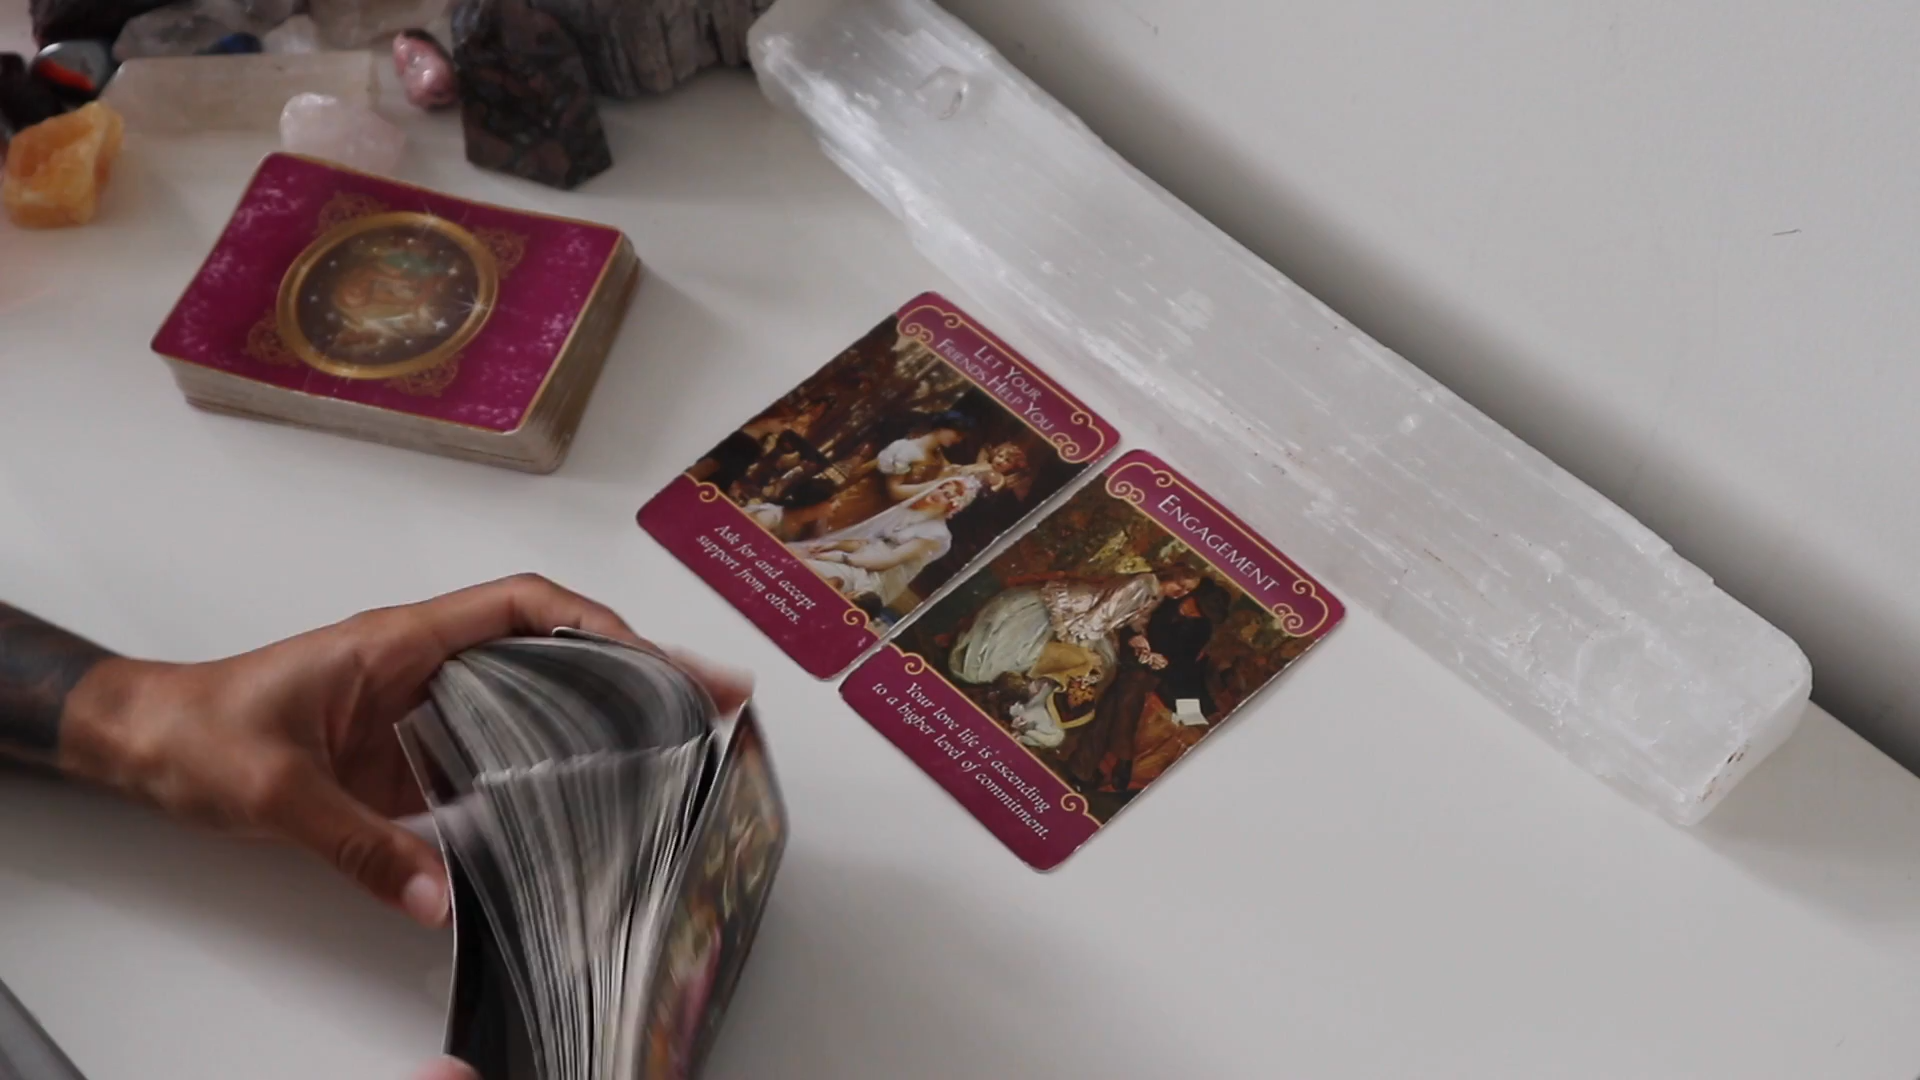 LET YOUR
FRIENDS HELP YOU
Ask for and accept
support from others.
ENGAGEMENT
Your love life is ascending
to a higher level of commitment.